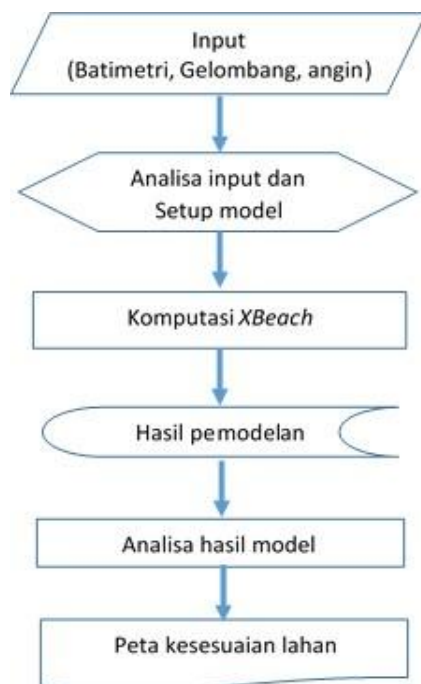 Input
(Batimetri, Gelombang, angin)
Analisa input dan
Setup model
Komputasi XBeach
Hasil pemodelan
Analisa hasil model
Peta kesesuaian lahan